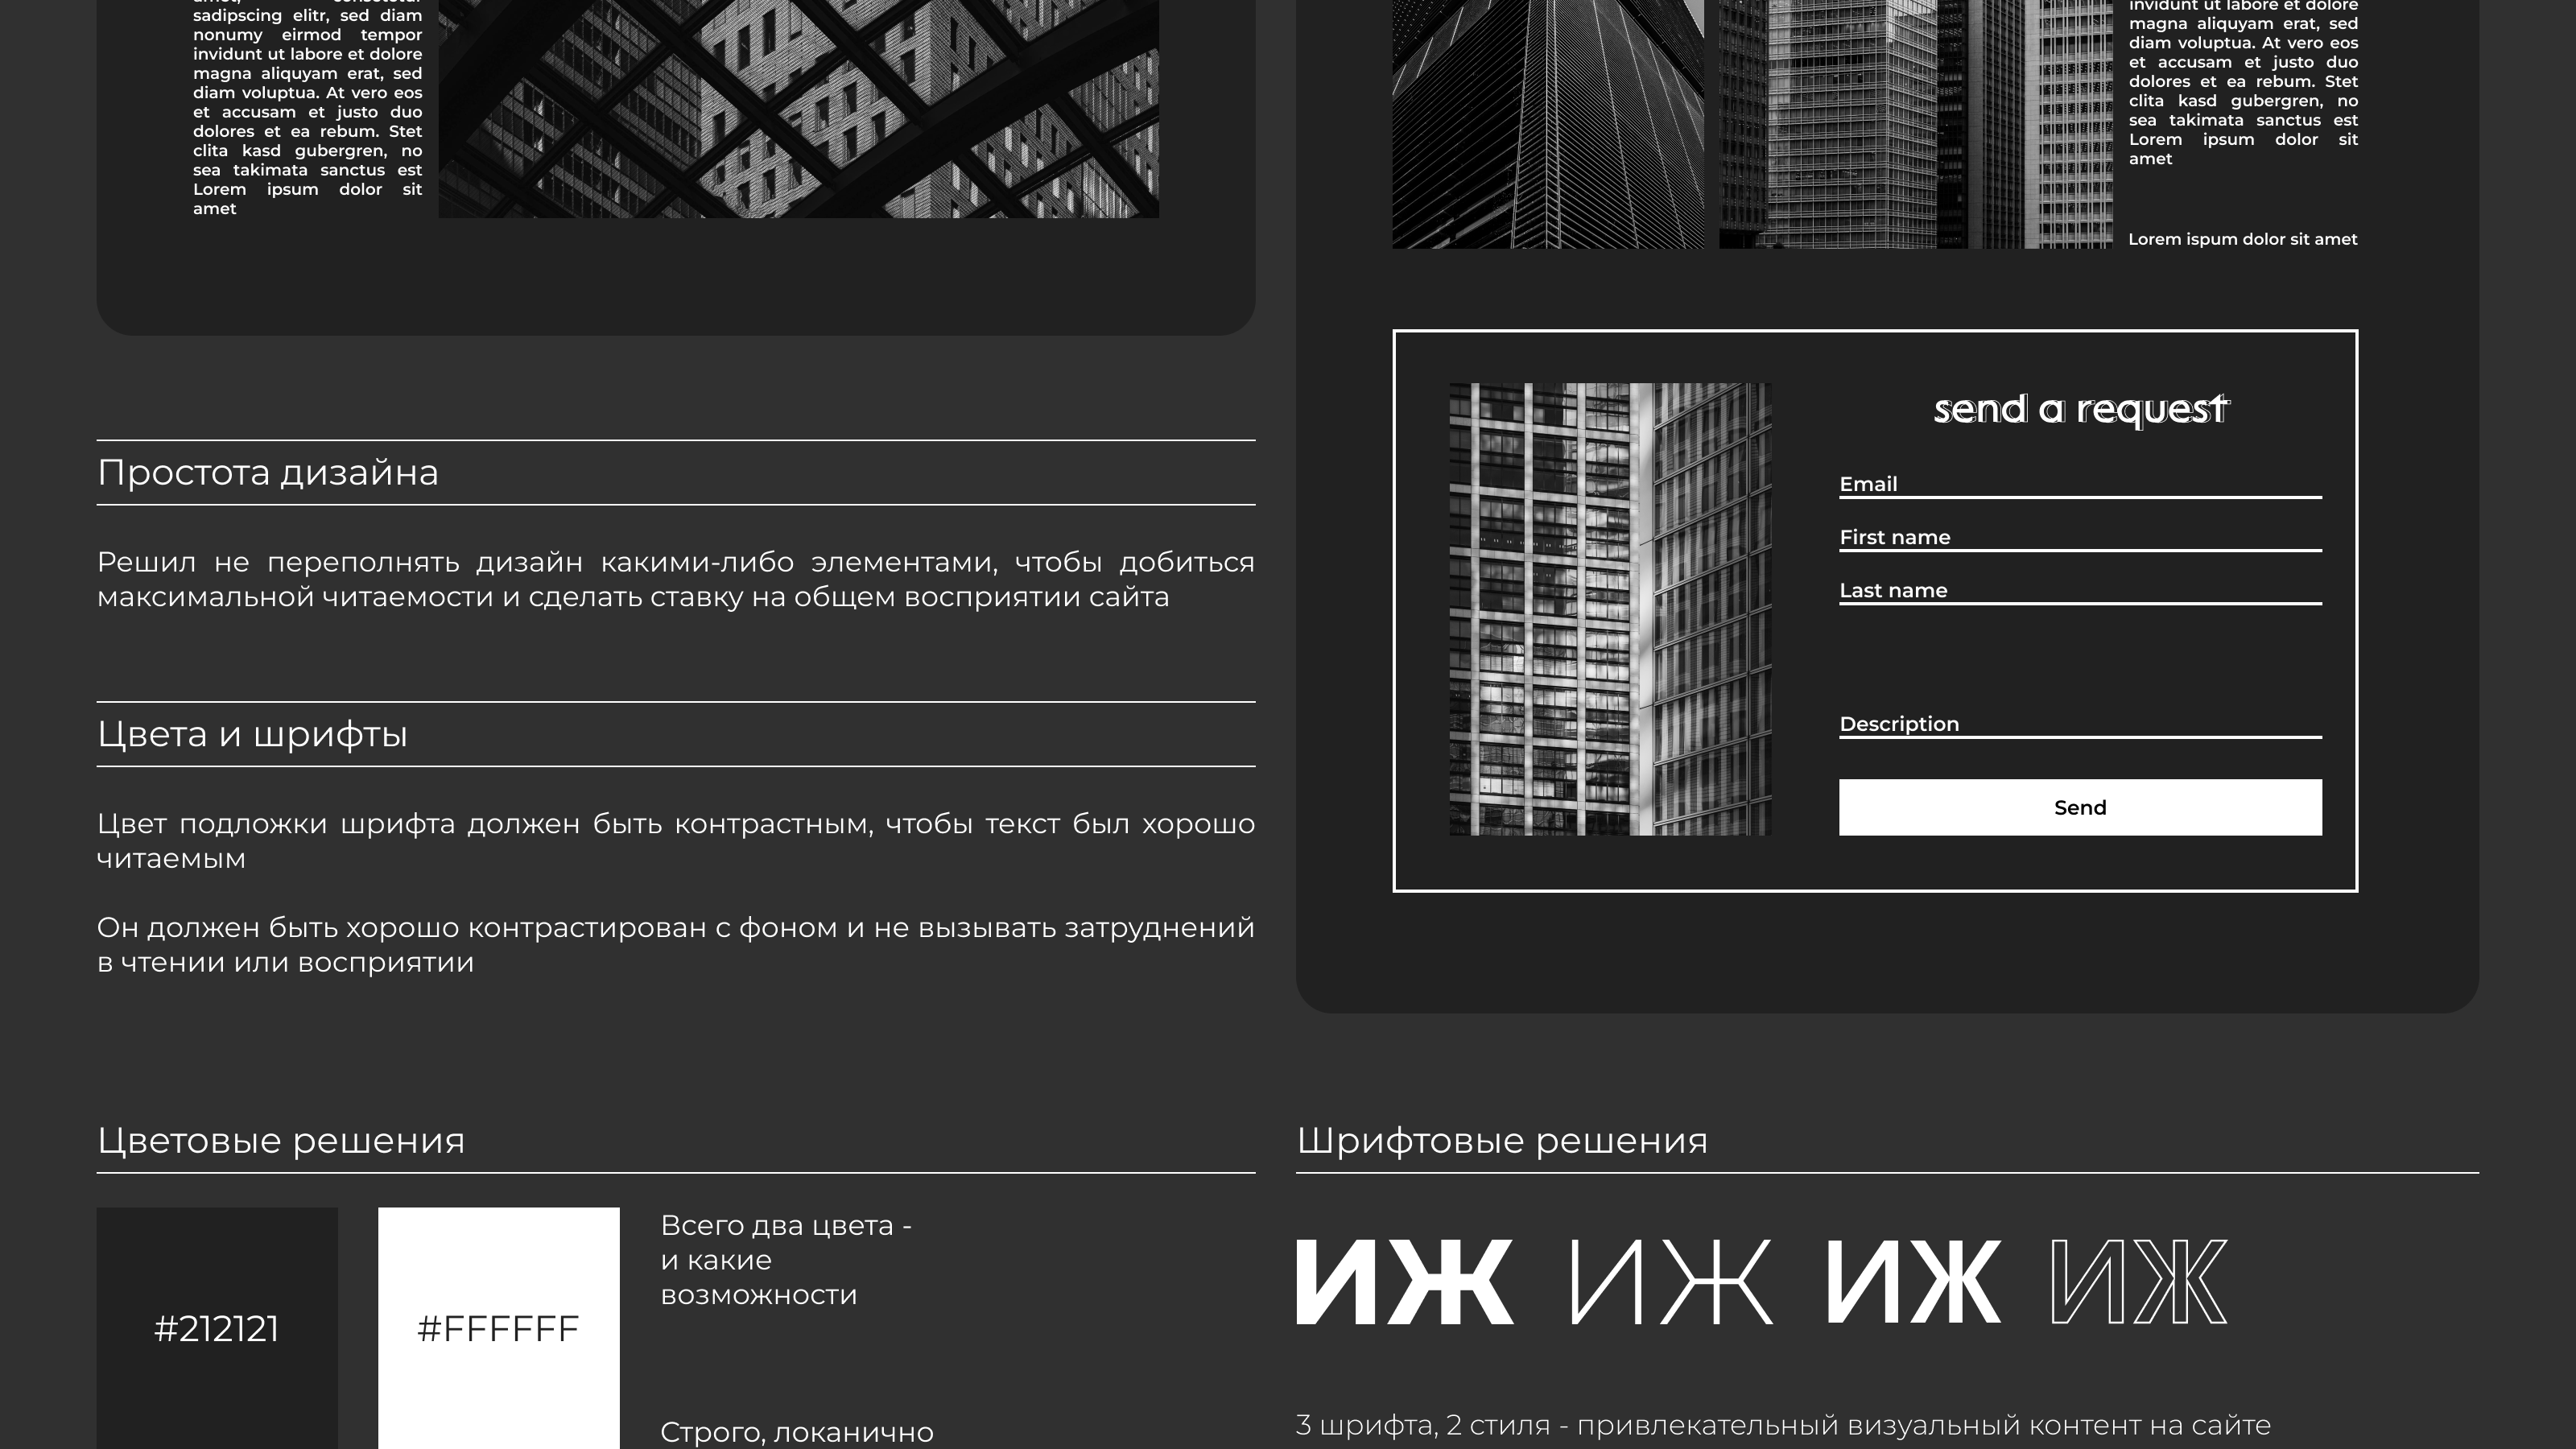 sadipscing elitr, sed diam
nonumy eirmod tempor
invidunt ut labore et dolore
magna aliquyam erat, sed
diam voluptua. At vero eos
et accusam et justo duo
dolores et ea rebum. Stet
clita kasd gubergren, no
sea takimata sanctus est
Lorem ipsum dolor sit
amet
invidunt ut labore et dolore
magna aliquyam erat, sed
diam voluptua. At vero eos
et accusam et justo duo
dolores et ea rebum. Stet
clita kasd gubergren, no
sea takimata sanctus est
Lorem ipsum dolor sit
amet
Lorem ispum dolor sit amet
Простота дизайна
Решил не переполнять дизайн какими-либо элементами, чтобы добиться
максимальной читаемости и сделать ставку на общем восприятии сайта
Цвета и шрифты
Цвет подложки шрифта должен быть контрастным, чтобы текст был хорошо
читаемым
Он должен быть хорошо контрастирован с фоном и не вызывать затруднений
в чтении или восприятии
send a request
Email
First name
Last name
Description
Send
Цветовые решения
#212121
#FFFFFF
Всего два цвета -
и какие
возможности
Строго, локанично
Шрифтовые решения
ИЖ ИЖ ИЖ ИЖ
3 шрифта, 2 стиля - привлекательный визуальный контент на сайте